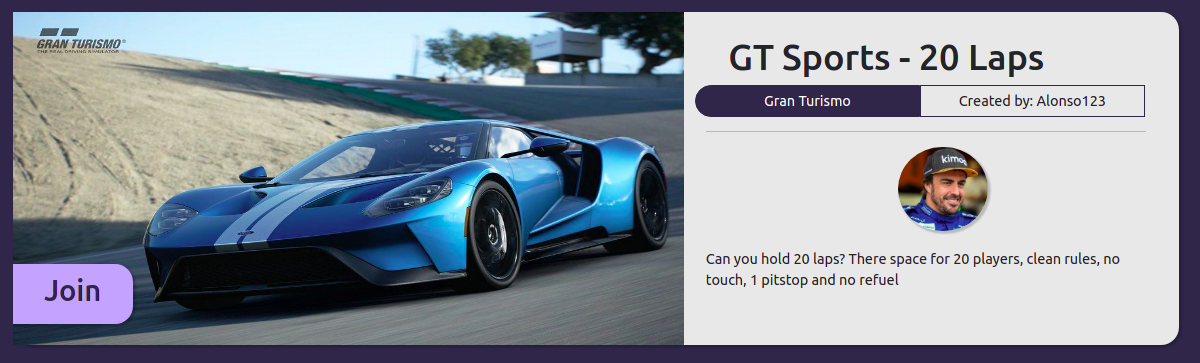 GRAN TURISMO
THE REAL DRIVING SIMULATOR
GT Sports - 20 Laps
Gran Turismo
Created by: Alonso123
kimoa
Can you hold 20 laps? There space for 20 players, clean rules, no
touch, 1 pitstop and no refuel
Join